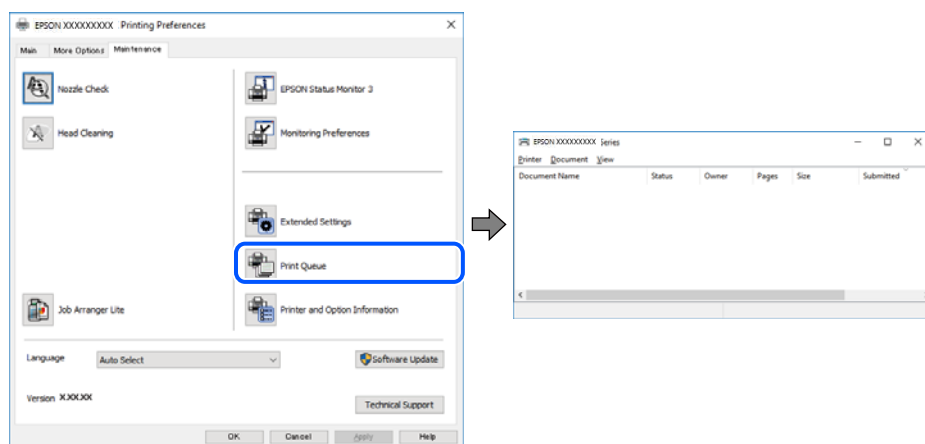 EPSON XXXXXXXXX Printing Preferences
Main More Options Maintenance
Nozzle Check
EPSON Status Monitor 3
Head Cleaning
Monitoring Preferences
Extended Settings
Print Queue
Job Arranger Lite
Printer and Option Information
Language Auto Select Software Update
Version X.XX.XX
Technical Support
OK Cancel Apply Help
EPSON XXXXXXXXX Series
Printer Document View
Document Name Status Owner Pages Size Submitted